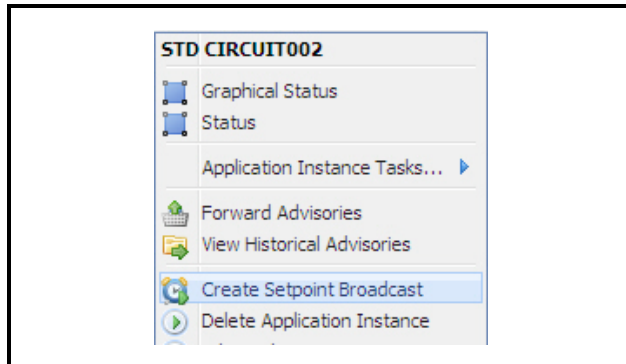 STD CIRCUIT002
Graphical Status
Status
Application Instance Tasks...
Forward Advisories
View Historical Advisories
Create Setpoint Broadcast
Delete Application Instance